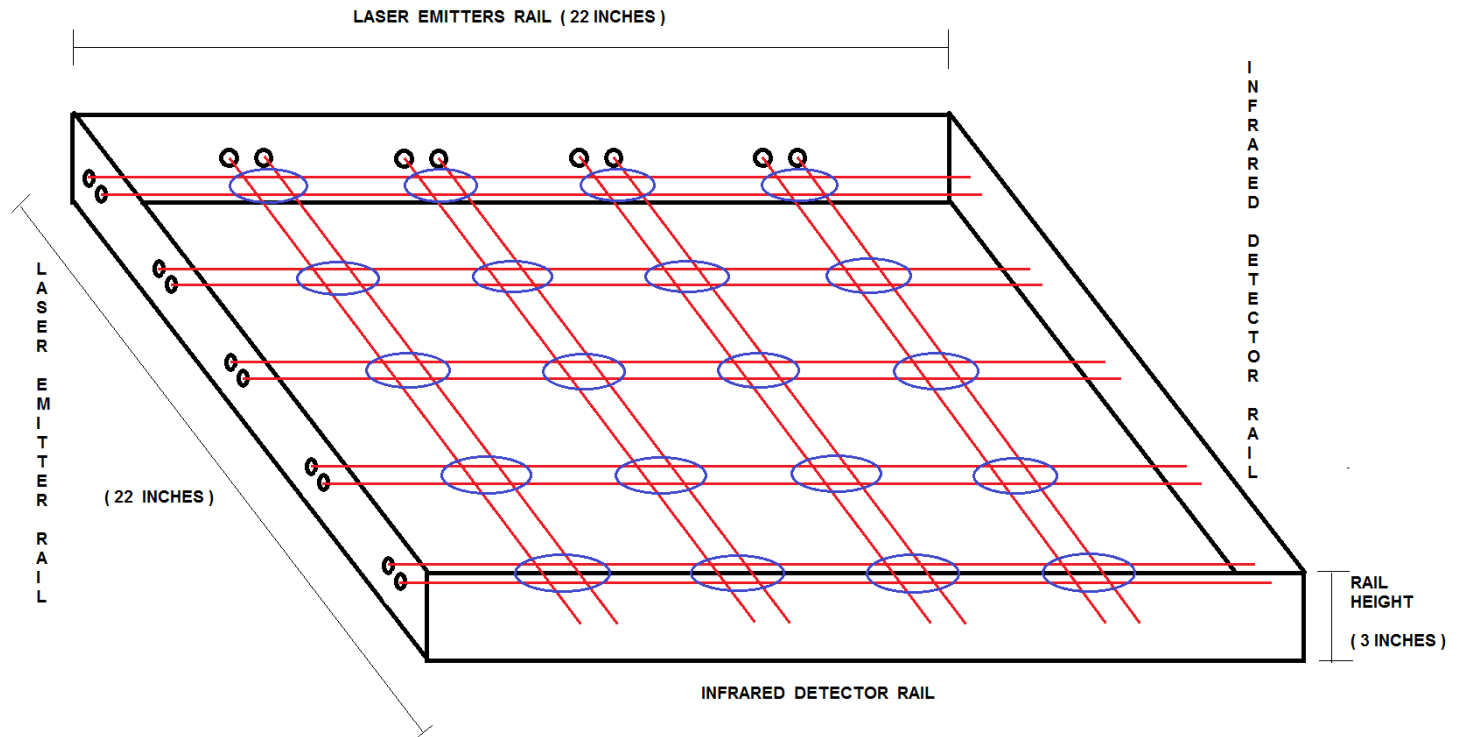 LASER EMITTERS RAIL ( 22 INCHES )
INFRARED DETECTOR RAIL
LASER EMITTER RAIL
( 22 INCHES )
RAIL
HEIGHT
( 3 INCHES )
INFRARED DETECTOR RAIL